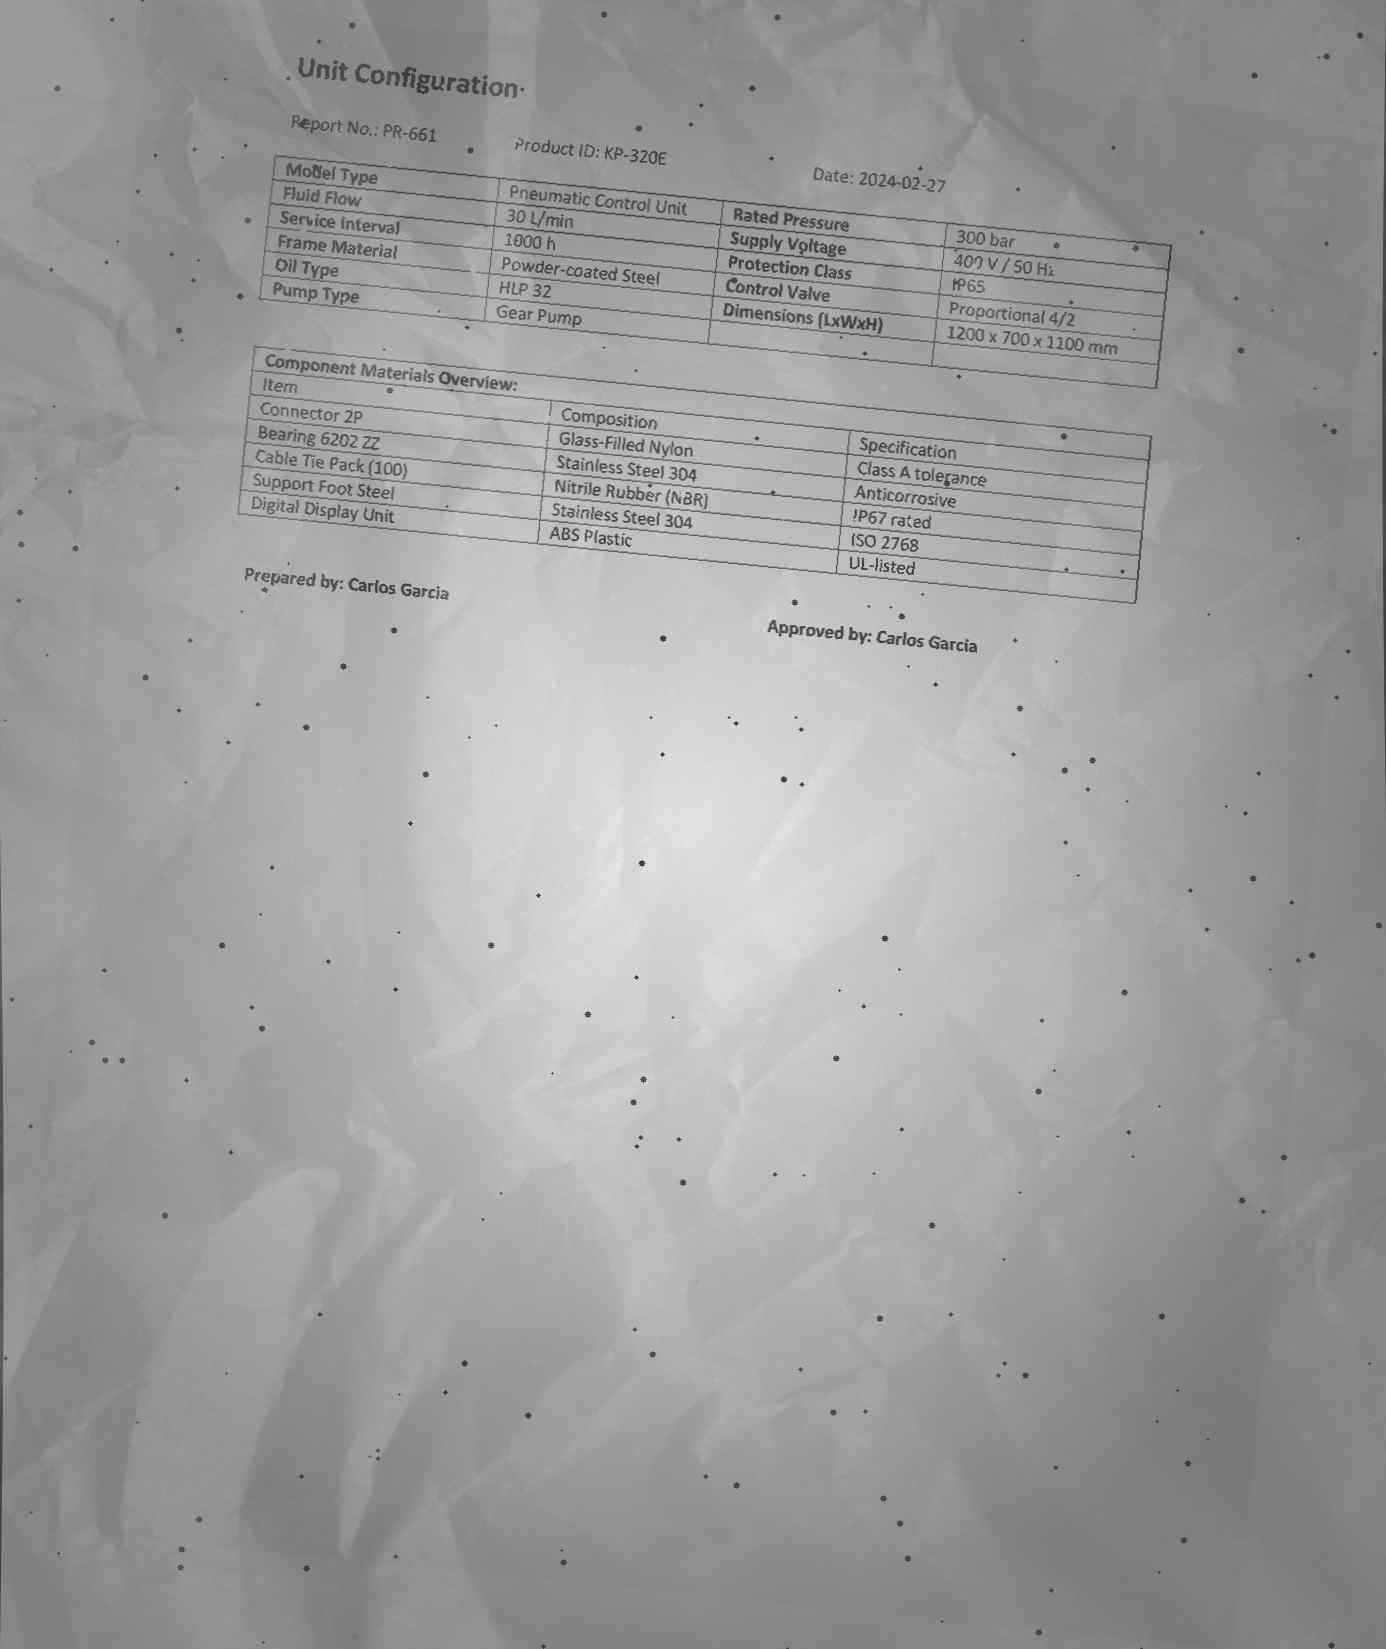 Unit Configuration
Report No.: PR-661 Product ID: KP-320E Date: 2024-02-27
Model Type Pneumatic Control Unit Rated Pressure 300 bar
Fluid Flow 30 L/min Supply Voltage 400 V / 50 Hz
Service Interval 1000 h Protection Class IP65
Frame Material Powder-coated Steel Control Valve Proportional 4/2
Oil Type HLP 32 Dimensions (LxWxH) 1200 x 700 x 1100 mm
Pump Type Gear Pump
Component Materials Overview:
Item Composition Specification
Connector 2P Glass-Filled Nylon Class A tolerance
Bearing 6202 ZZ Stainless Steel 304 Anticorrosive
Cable Tie Pack (100) Nitrile Rubber (NBR) IP67 rated
Support Foot Steel Stainless Steel 304 ISO 2768
Digital Display Unit ABS Plastic UL-listed
Prepared by: Carlos Garcia Approved by: Carlos Garcia